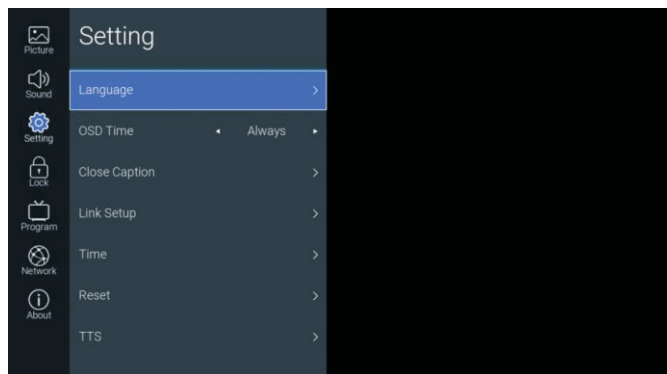 Picture
Sound
Setting
Lock
Program
Network
About
Setting
Language
OSD Time Always
Close Caption
Link Setup
Time
Reset
TTS